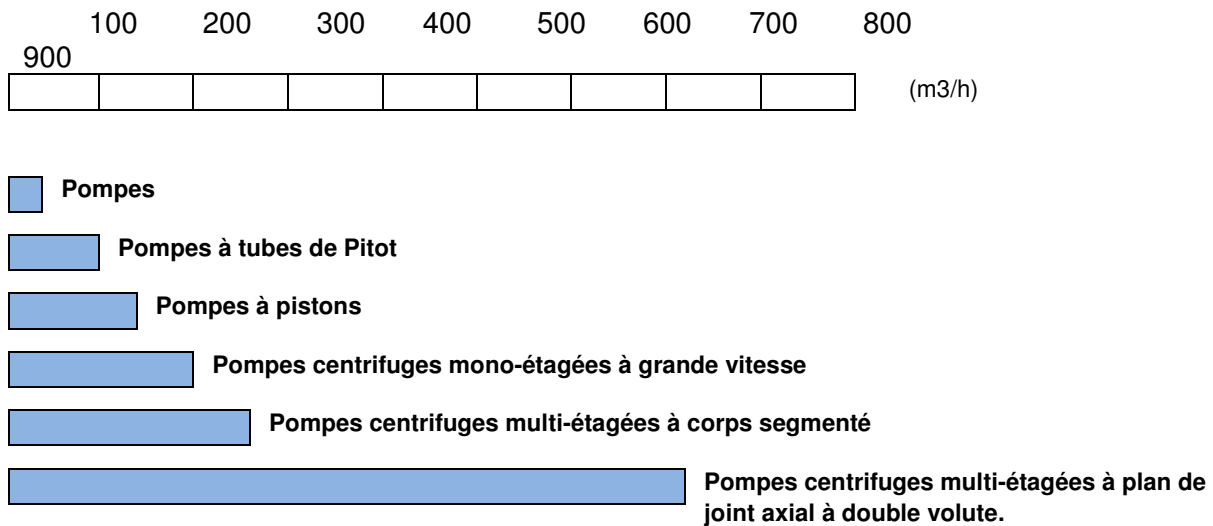 100 200 300 400 500 600 700 800
900
(m3/h)
Pompes
Pompes à tubes de Pitot
Pompes à pistons
Pompes centrifuges mono-étagées à grande vitesse
Pompes centrifuges multi-étagées à corps segmenté
Pompes centrifuges multi-étagées à plan de
joint axial à double volute.